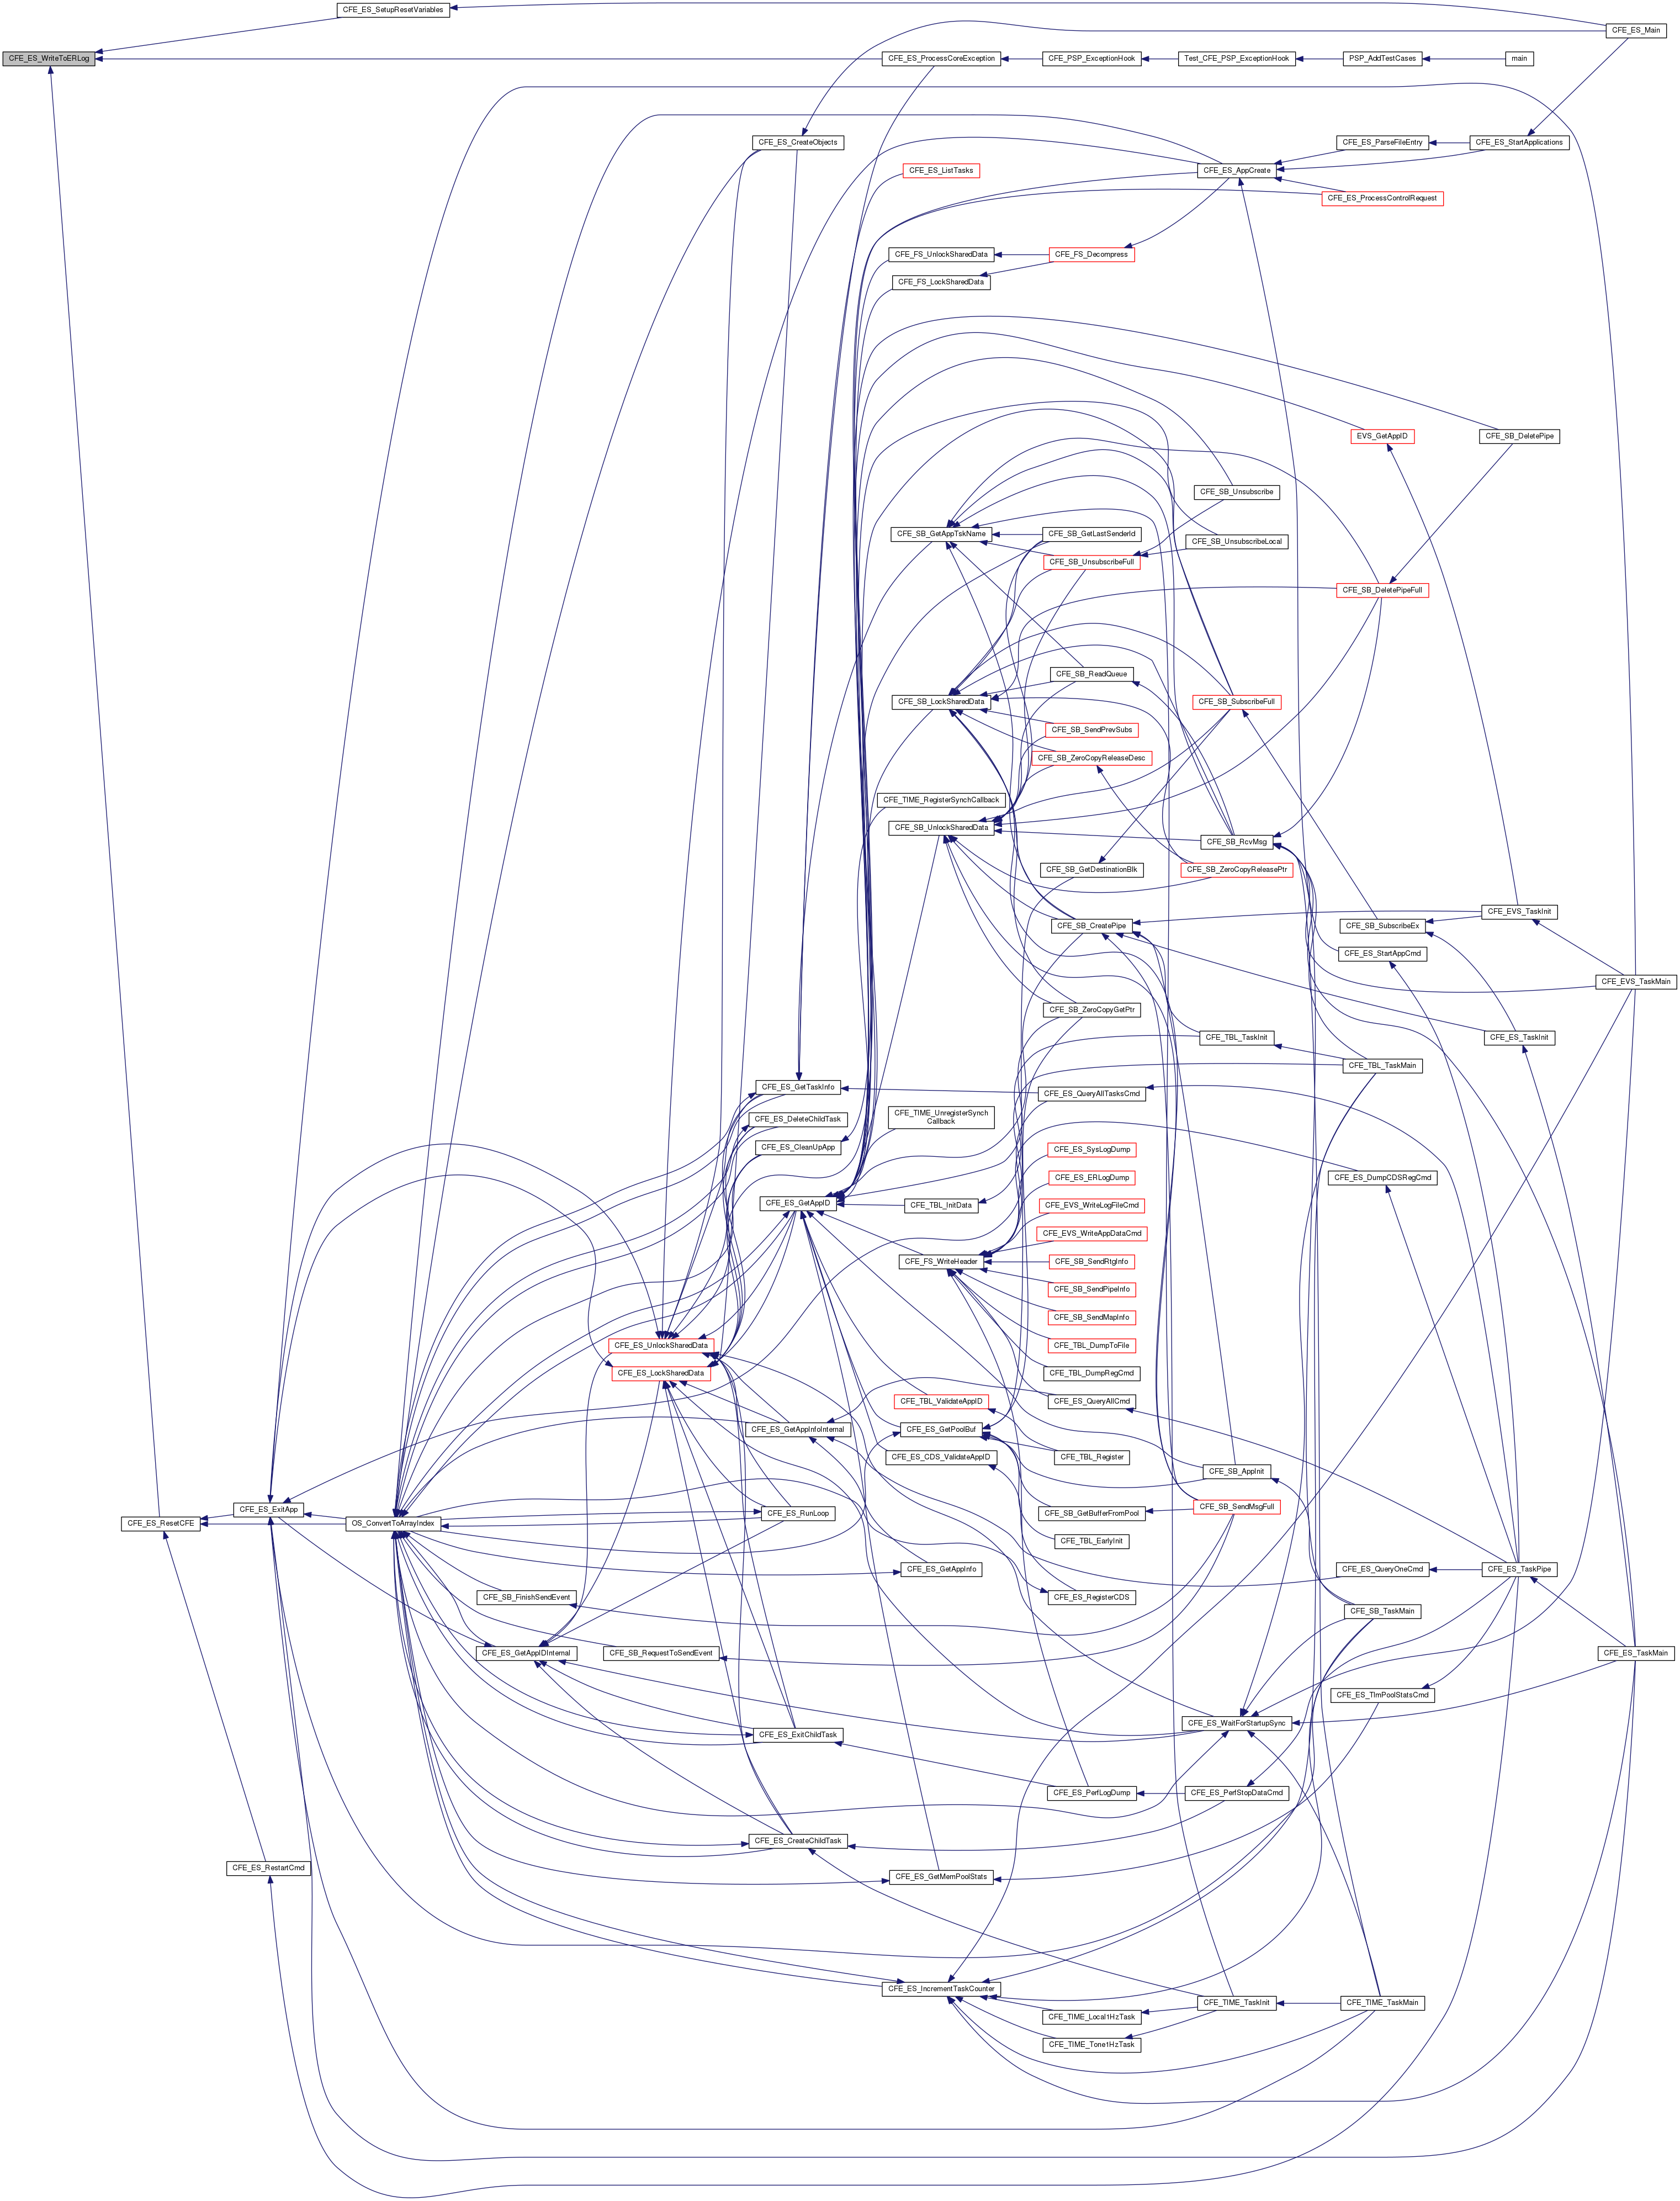 CFE_ES_SetupResetVariables
CFE_ES_Main
CFE_ES_WriteToERLog
CFE_ES_ProcessCoreException
CFE_PSP_ExceptionHook
Test_CFE_PSP_ExceptionHook
PSP_AddTestCases
main
CFE_ES_CreateObjects
CFE_ES_ParseFileEntry
CFE_ES_StartApplications
CFE_ES_ListTasks
CFE_ES_AppCreate
CFE_ES_ProcessControlRequest
CFE_FS_UnlockSharedData
CFE_FS_Decompress
CFE_FS_LockSharedData
EVS_GetAppID
CFE_SB_DeletePipe
CFE_SB_Unsubscribe
CFE_SB_GetAppTskName
CFE_SB_GetLastSenderId
CFE_SB_UnsubscribeLocal
CFE_SB_UnsubscribeFull
CFE_SB_DeletePipeFull
CFE_SB_ReadQueue
CFE_SB_LockSharedData
CFE_SB_SubscribeFull
CFE_SB_SendPrevSubs
CFE_SB_ZeroCopyReleaseDesc
CFE_TIME_RegisterSynchCallback
CFE_SB_UnlockSharedData
CFE_SB_RcvMsg
CFE_SB_GetDestinationBlk
CFE_SB_ZeroCopyReleasePtr
CFE_EVS_TaskInit
CFE_SB_CreatePipe
CFE_SB_SubscribeEx
CFE_ES_StartAppCmd
CFE_EVS_TaskMain
CFE_SB_ZeroCopyGetPtr
CFE_TBL_TaskInit
CFE_ES_TaskInit
CFE_TBL_TaskMain
CFE_ES_GetTaskInfo
CFE_ES_QueryAllTasksCmd
CFE_ES_DeleteChildTask
CFE_TIME_UnregisterSynch
Callback
CFE_ES_CleanUpApp
CFE_ES_SysLogDump
CFE_ES_ERLogDump
CFE_ES_DumpCDSRegCmd
CFE_ES_GetAppID
CFE_TBL_InitData
CFE_EVS_WriteLogFileCmd
CFE_EVS_WriteAppDataCmd
CFE_FS_WriteHeader
CFE_SB_SendRtgInfo
CFE_SB_SendPipeInfo
CFE_SB_SendMapInfo
CFE_ES_UnlockSharedData
CFE_TBL_DumpToFile
CFE_ES_LockSharedData
CFE_TBL_DumpRegCmd
CFE_TBL_ValidateAppID
CFE_ES_QueryAllCmd
CFE_ES_GetAppInfoInternal
CFE_ES_GetPoolBuf
CFE_ES_CDS_ValidateAppID
CFE_TBL_Register
CFE_SB_AppInit
CFE_ES_ExitApp
CFE_ES_ResetCFE
OS_ConvertToArrayIndex
CFE_ES_RunLoop
CFE_SB_GetBufferFromPool
CFE_SB_SendMsgFull
CFE_TBL_EarlyInit
CFE_ES_GetAppInfo
CFE_ES_QueryOneCmd
CFE_ES_TaskPipe
CFE_SB_FinishSendEvent
CFE_ES_RegisterCDS
CFE_SB_TaskMain
CFE_ES_GetAppIDInternal
CFE_SB_RequestToSendEvent
CFE_ES_TaskMain
CFE_ES_TlmPoolStatsCmd
CFE_ES_WaitForStartupSync
CFE_ES_ExitChildTask
CFE_ES_PerfLogDump
CFE_ES_PerfStopDataCmd
CFE_ES_CreateChildTask
CFE_ES_RestartCmd
CFE_ES_GetMemPoolStats
CFE_ES_IncrementTaskCounter
CFE_TIME_Local1HzTask
CFE_TIME_TaskInit
CFE_TIME_TaskMain
CFE_TIME_Tone1HzTask